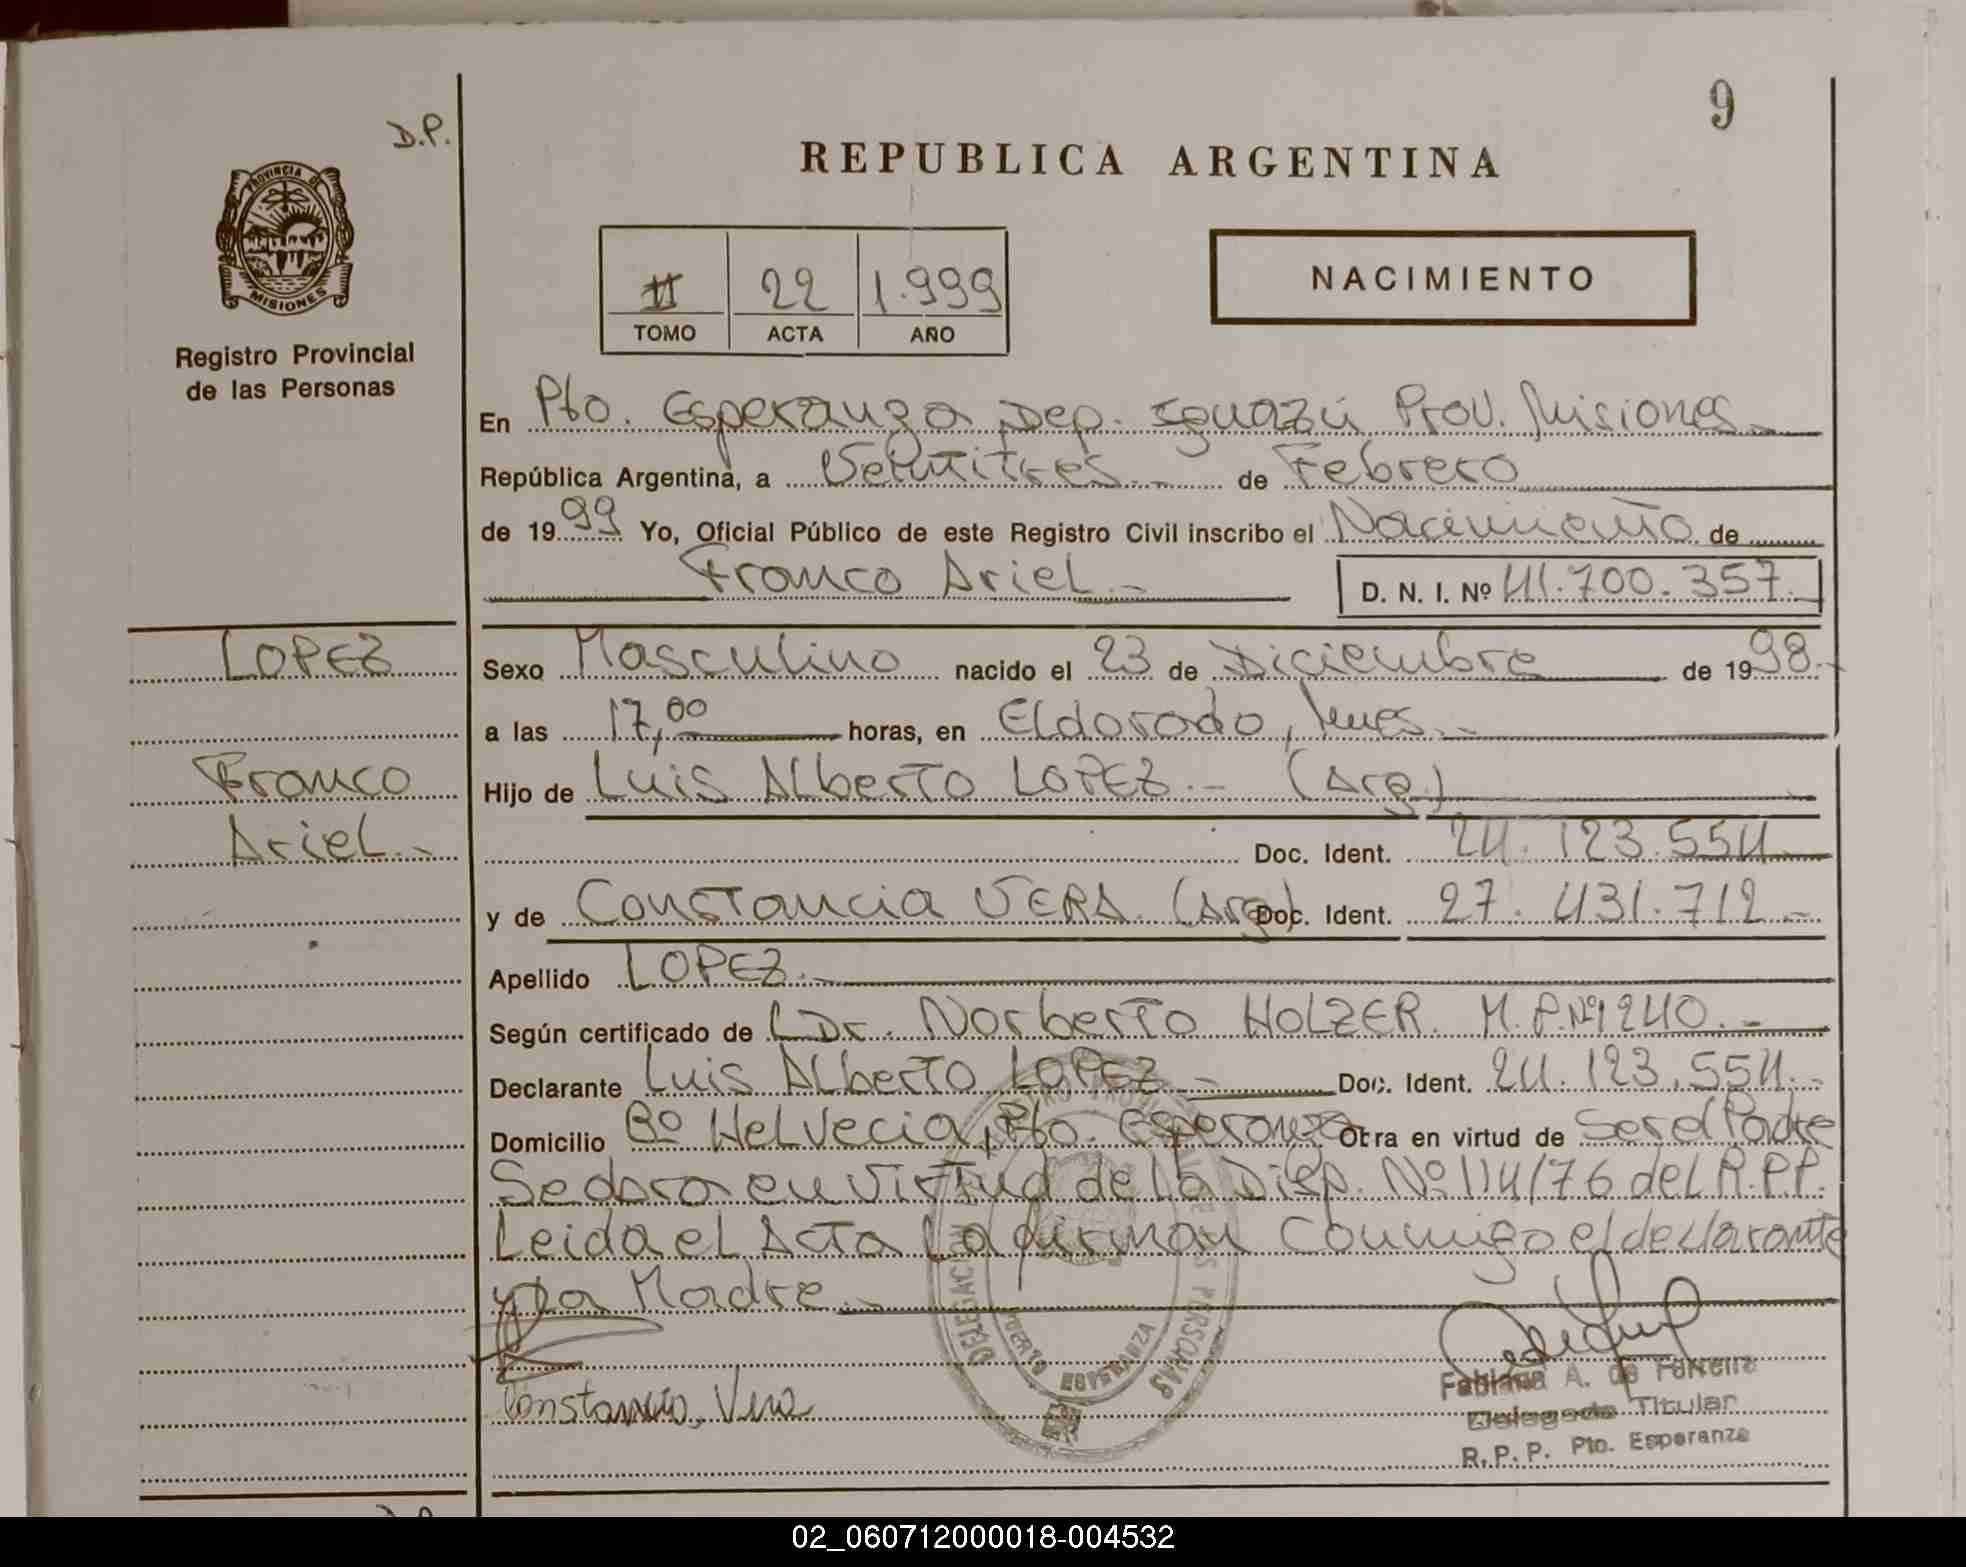 9
D.P.
REPUBLICA ARGENTINA
PROVINCIA DE
MISIONES
Registro Provincial
de las Personas
II 22 1.999
TOMO ACTA AÑO
NACIMIENTO
En Pto. Esperanza, Dep. Iguazú Prov. Misiones
República Argentina, a Veintitres de Febrero
de 1999 Yo, Oficial Público de este Registro Civil inscribo el Nacimiento de
Franco Ariel.-
D. N. I. Nº 41.700.357
LOPEZ
Franco
Ariel.-
Sexo Masculino nacido el 23 de Diciembre de 1998.-
a las 17,00 horas, en Eldorado, Mnes.-
Hijo de Luis Alberto LOPEZ.- (Arg.)
Doc. Ident. 24.123.554
y de Constancia VERA (Arg). Doc. Ident. 27.431.712.-
Apellido LOPEZ.-
Según certificado de Dr. Norberto HOLZER. M.P.Nº1240.-
Declarante Luis Alberto LOPEZ.- Doc. Ident. 24.123.554.-
Domicilio Bº Helvecia, Pto. Esperanza Obra en virtud de Ser el Padre
Se dora en virtud de la Disp. Nº 114/76 del R.P.P.
Leida el Acta la firman Conmigo el declarante
y la Madre.-
Constancia, Vera
DELEGACION
PERSONAS
PUERTO ESPERANZA
Fabiana A. de Ferreira
Delegada Titular
R.P.P. Pto. Esperanza
02_060712000018-004532